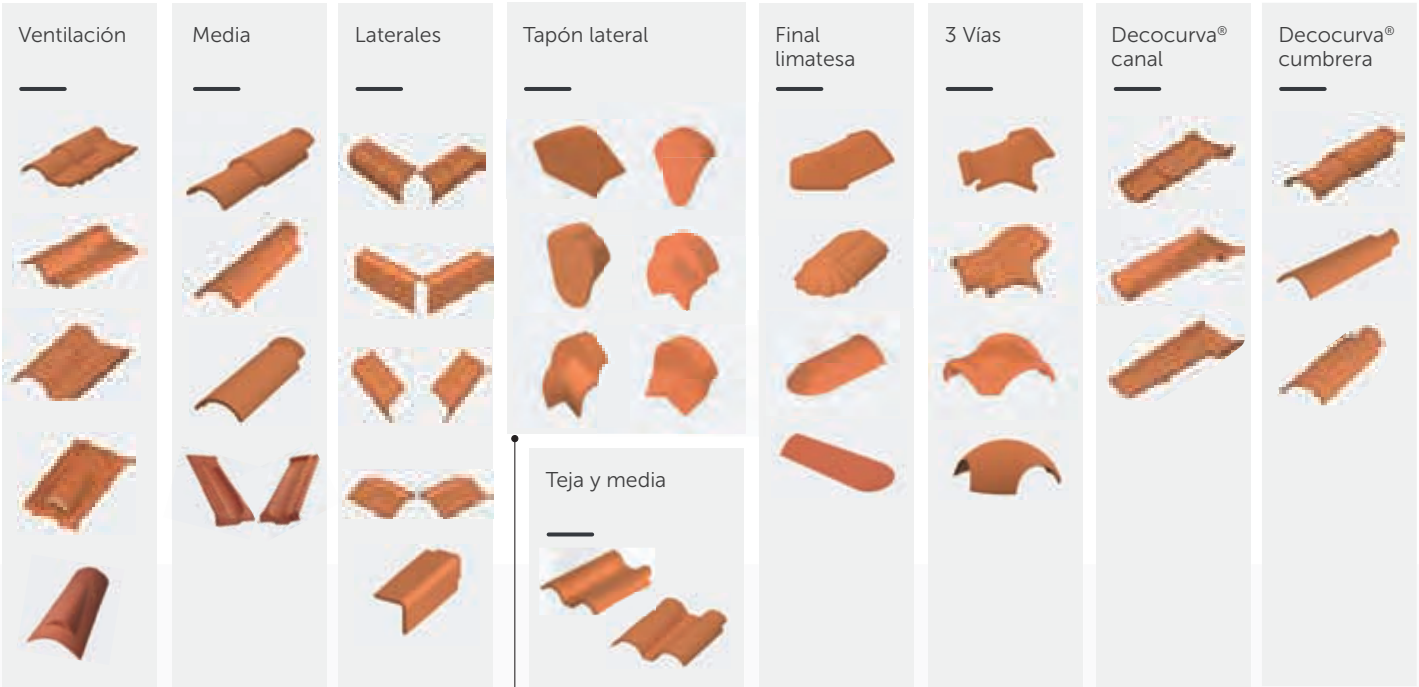 Ventilación
Media
Laterales
Tapón lateral
Final
limatesa
3 Vías
Decocurva®
canal
Decocurva®
cumbrera
Teja y media